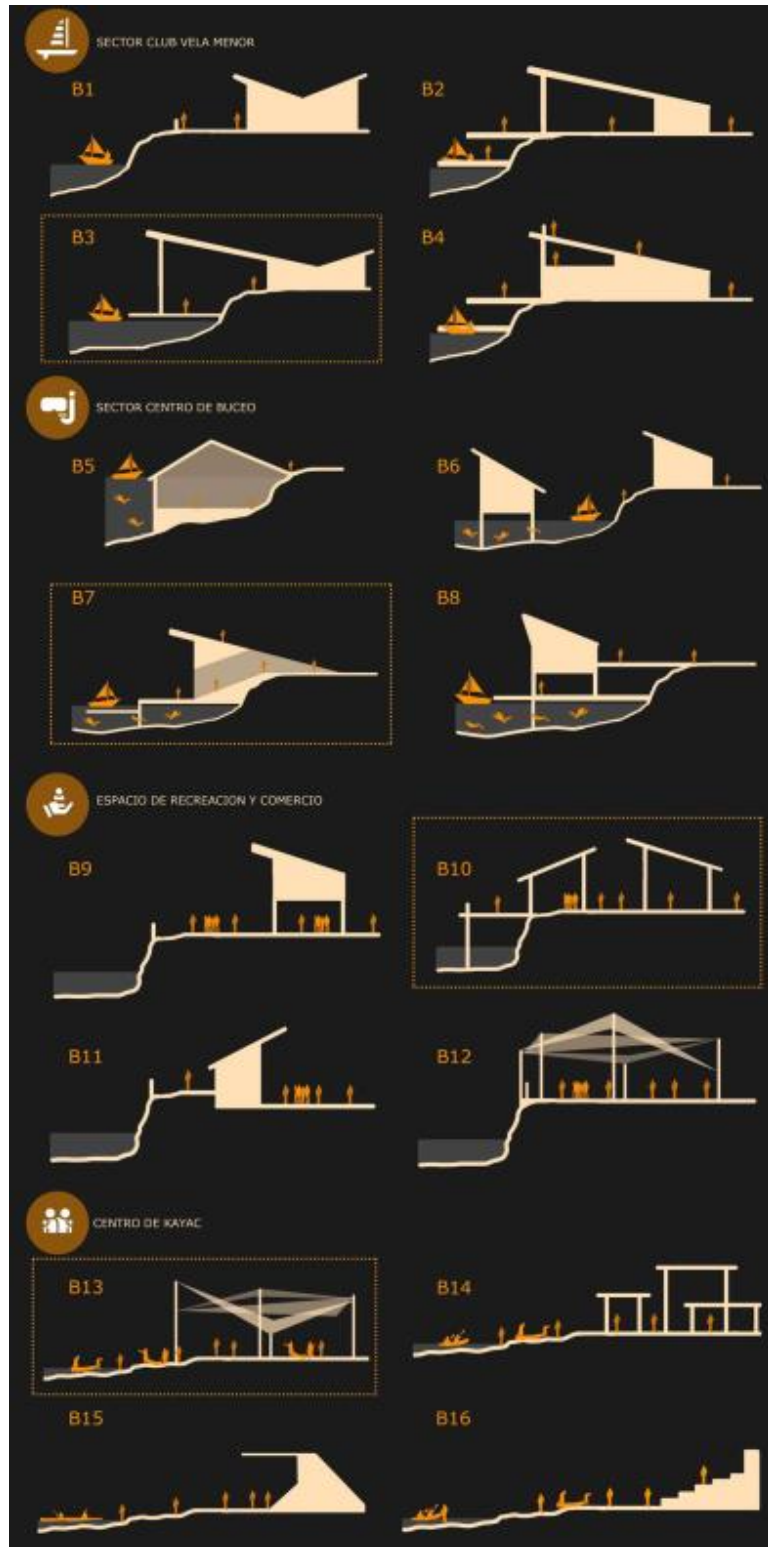 SECTOR CLUB VELA MENOR
B1
B2
B3
B4
SECTOR CENTRO DE BUCEO
B5
B6
B7
B8
ESPACIO DE RECREACION Y COMERCIO
B9
B10
B11
B12
CENTRO DE KAYAC
B13
B14
B15
B16